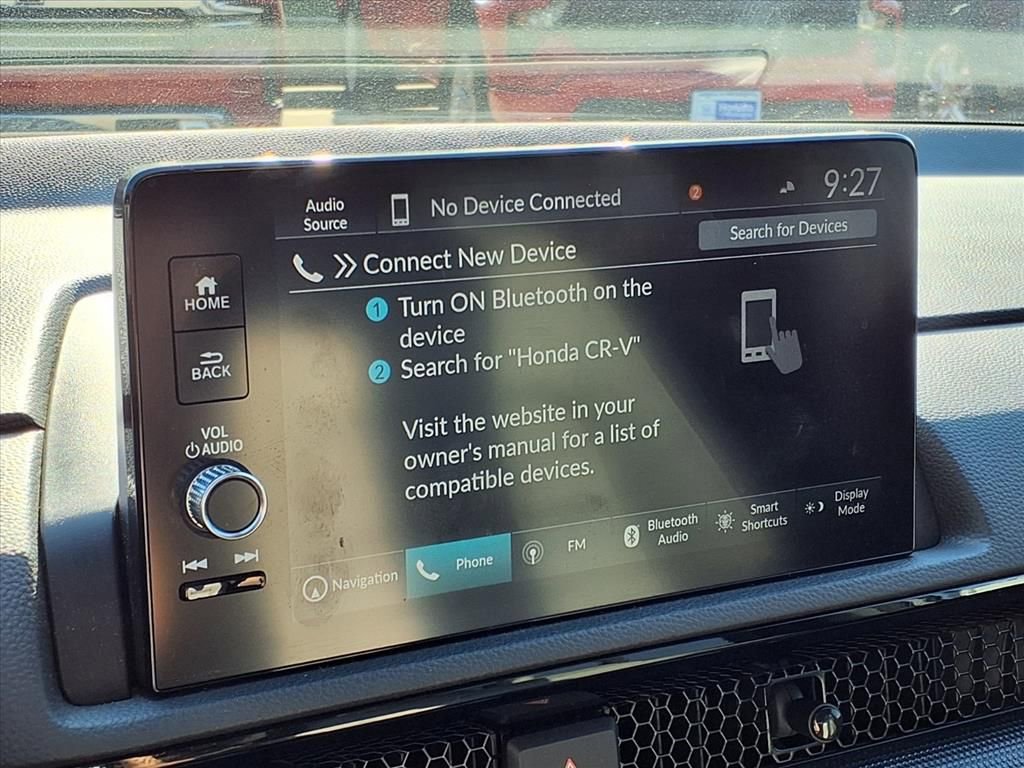 Audio
Source
No Device Connected
2
9:27
Search for Devices
Connect New Device
HOME
1 Turn ON Bluetooth on the
device
BACK
2 Search for "Honda CR-V"
Visit the website in your
owner's manual for a list of
compatible devices.
VOL
AUDIO
Navigation
Phone
FM
Bluetooth
Audio
Smart
Shortcuts
Display
Mode